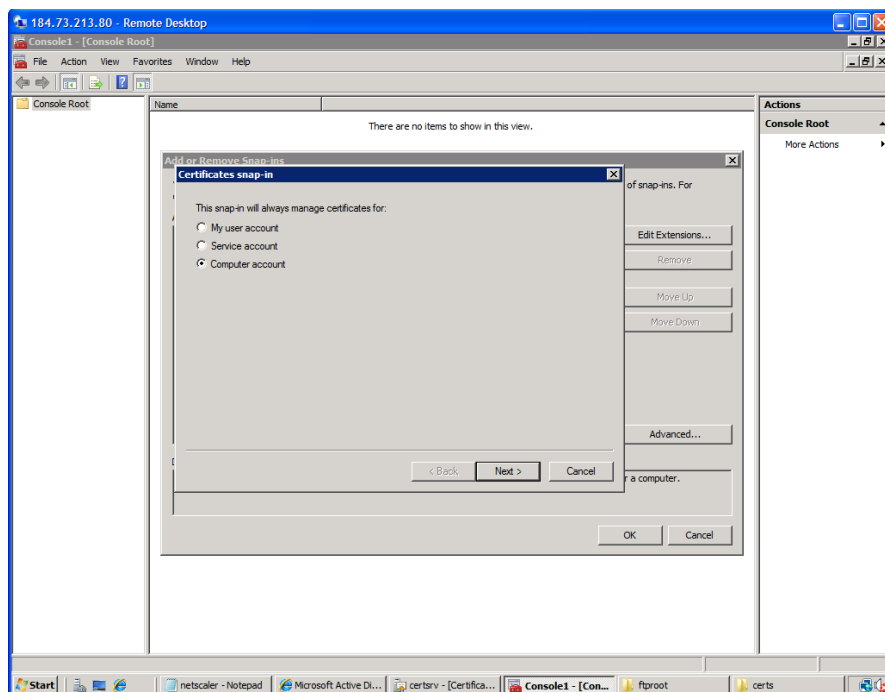 184.73.213.80 - Remote Desktop
Console1 - [Console Root]
File Action View Favorites Window Help
Console Root
Name
There are no items to show in this view.
Actions
Console Root
More Actions
Add or Remove Snap-ins
of snap-ins. For
Certificates snap-in
This snap-in will always manage certificates for:
My user account
Service account
Computer account
Edit Extensions...
Remove
Move Up
Move Down
Advanced...
< Back Next > Cancel
r a computer.
OK Cancel
Start netscaler - Notepad Microsoft Active Di... certsrv - [Certifica... Console1 - [Con... ftproot certs